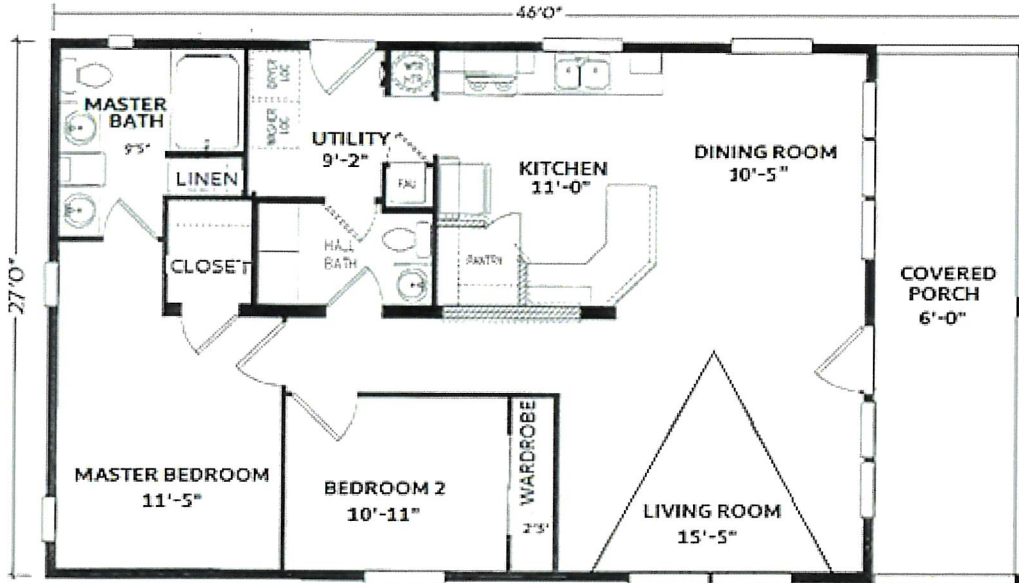 46'0"
27'0"
MASTER
BATH
9'5"
LINEN
CLOSET
DRYER
LOC
WASHER
LOC
UTILITY
9'-2"
WTR
HTR
FAU
HALL
BATH
KITCHEN
11'-0"
PANTRY
DINING ROOM
10'-5"
COVERED
PORCH
6'-0"
MASTER BEDROOM
11'-5"
BEDROOM 2
10'-11"
WARDROBE
LIVING ROOM
15'-5"